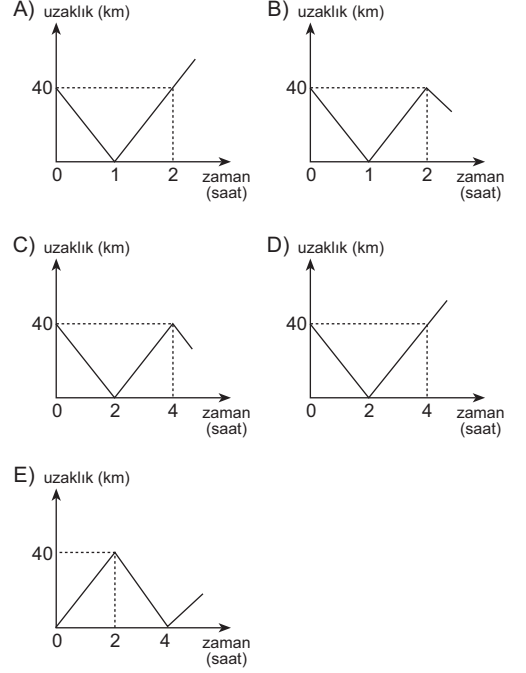 A) uzaklık (km)
40
0 1 2 zaman
(saat)
B) uzaklık (km)
40
0 1 2 zaman
(saat)
C) uzaklık (km)
40
0 2 4 zaman
(saat)
D) uzaklık (km)
40
0 2 4 zaman
(saat)
E) uzaklık (km)
40
0 2 4 zaman
(saat)